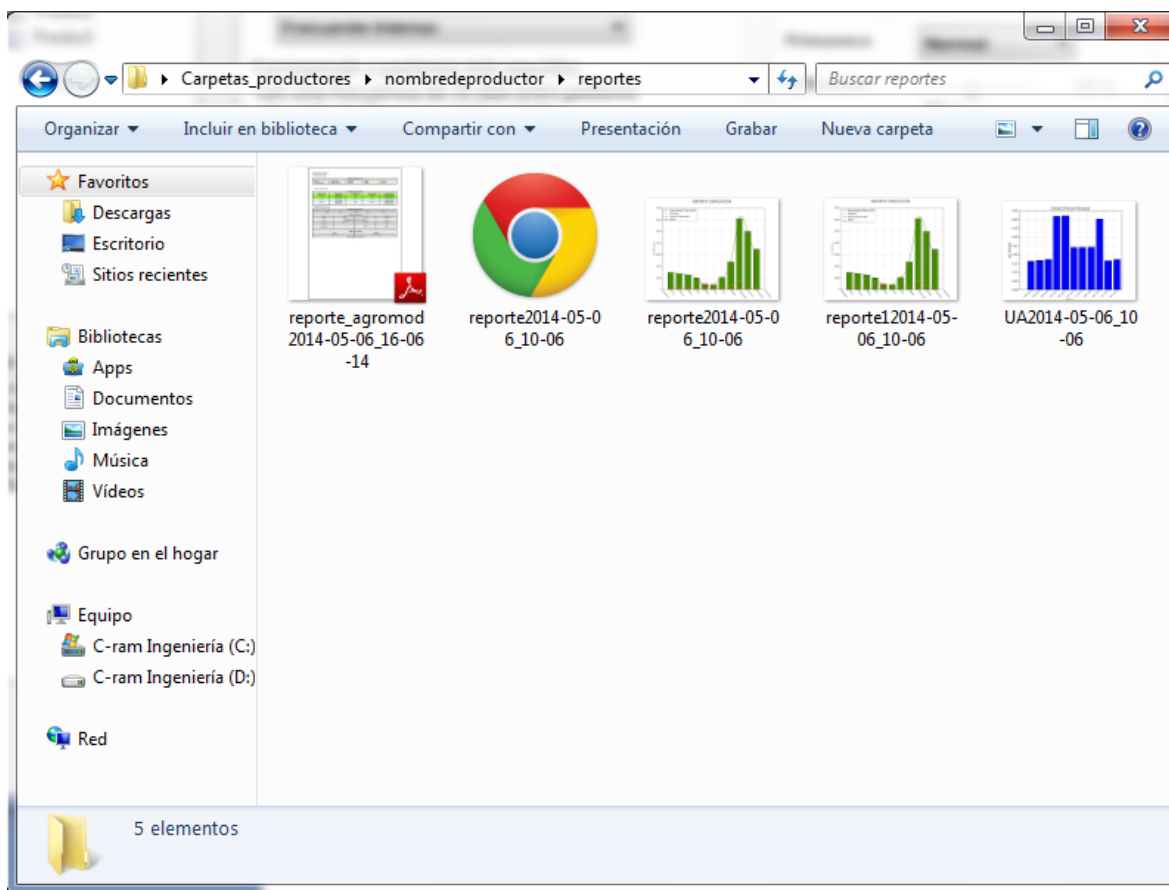 Carpetas_productores ▸ nombredeproductor ▸ reportes
Buscar reportes
Organizar Incluir en biblioteca Compartir con Presentación Grabar Nueva carpeta
Favoritos
Descargas
Escritorio
Sitios recientes
Bibliotecas
Apps
Documentos
Imágenes
Música
Vídeos
Grupo en el hogar
Equipo
C-ram Ingeniería (C:)
C-ram Ingeniería (D:)
Red
reporte_agromod
2014-05-06_16-06
-14
reporte2014-05-0
6_10-06
reporte2014-05-0
6_10-06
reporte12014-05-
06_10-06
UA2014-05-06_10
-06
5 elementos